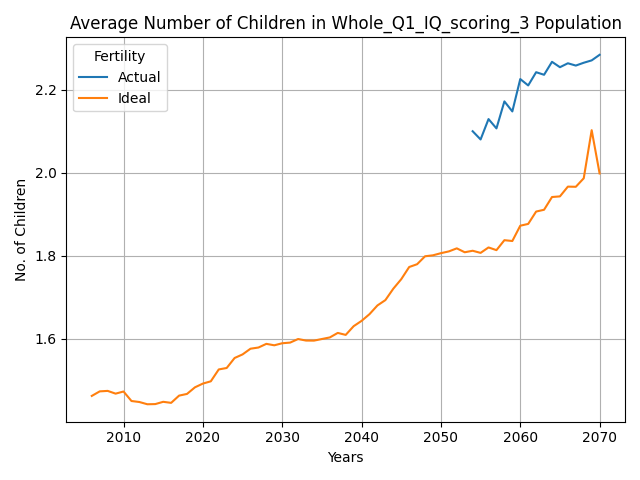 Average Number of Children in Whole_Q1_IQ_scoring_3 Population
Fertility
Actual
Ideal
No. of Children
2.2
2.0
1.8
1.6
2010 2020 2030 2040 2050 2060 2070
Years